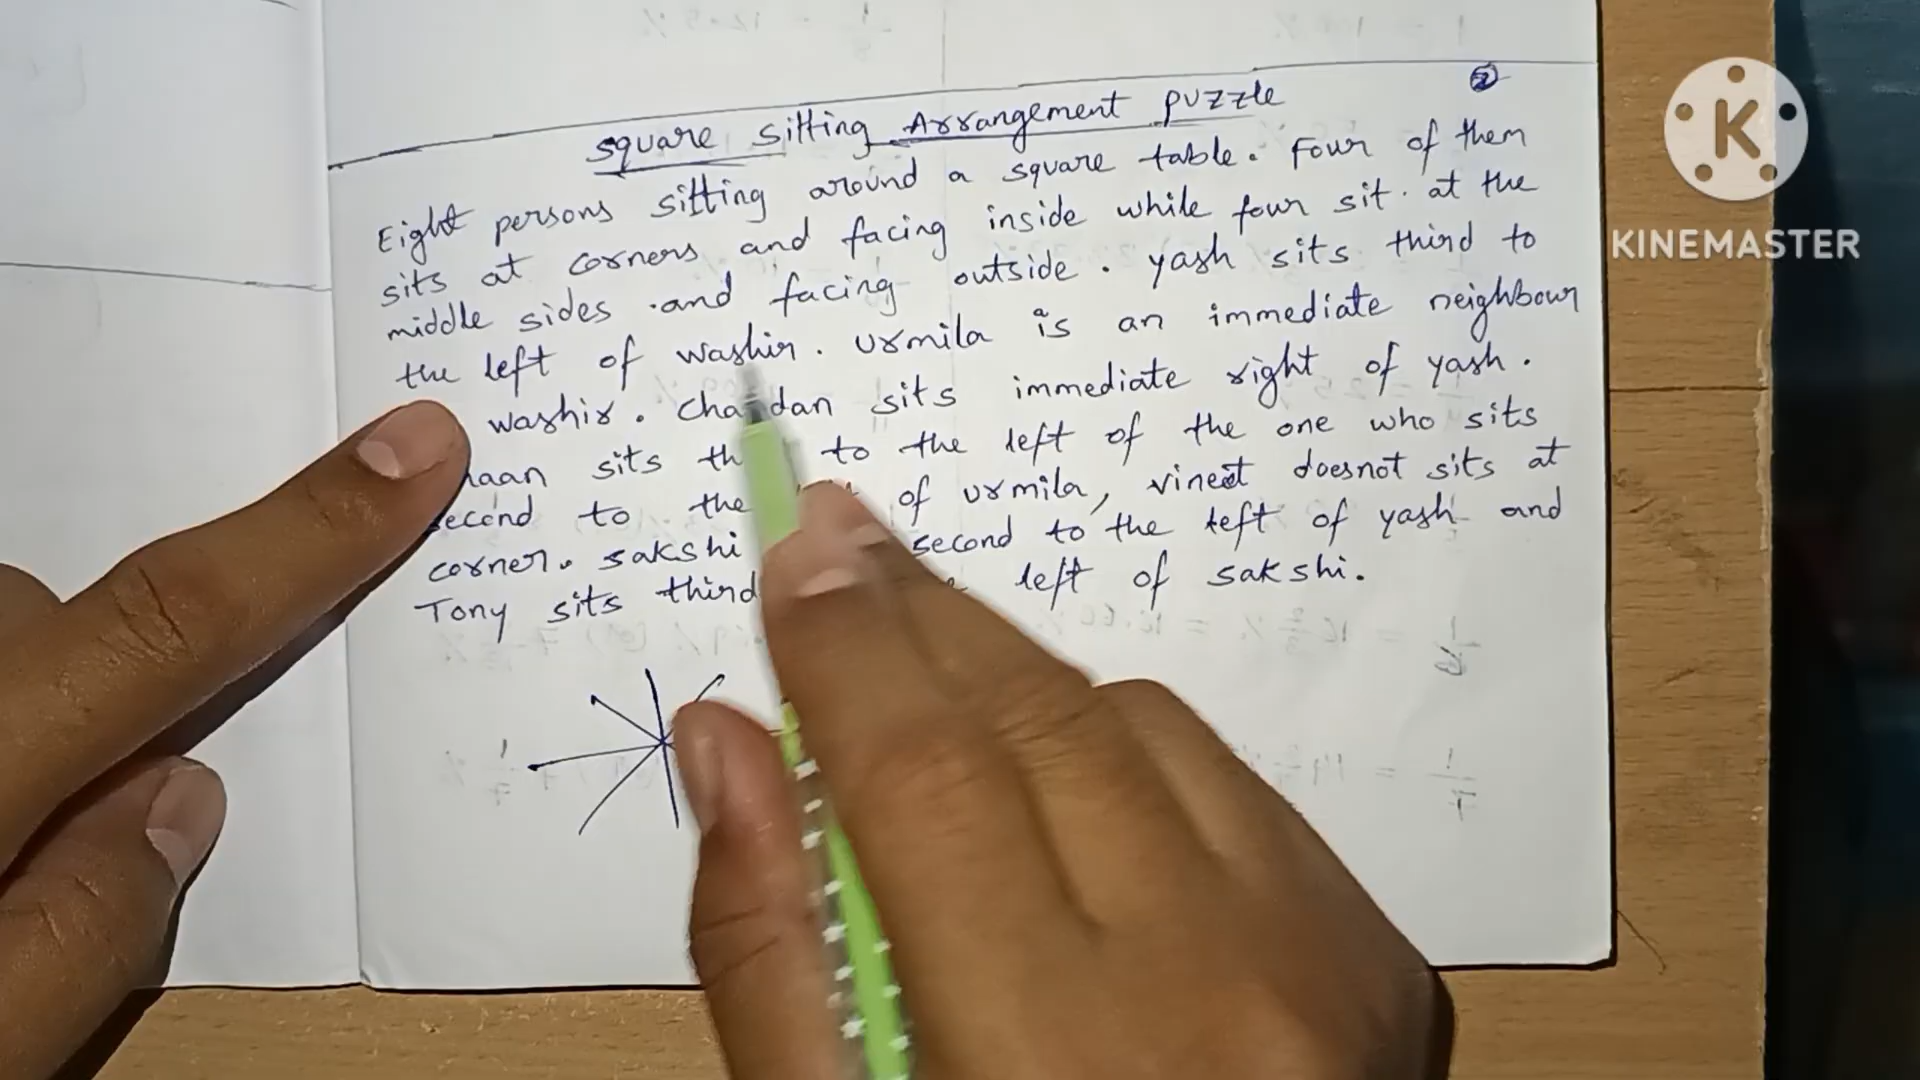 ②
Square Sitting Arrangement puzzle
Eight persons sitting around a square table. Four of them
sits at corners and facing inside while four sit at the
middle sides and facing outside. Yash sits third to
the left of washir. Urmila is an immediate neighbour
washir. Chandan sits immediate right of yash.
sits to the left of the one who sits
second to the of urmila, vineet doesnot sits at
corner. sakshi second to the left of yash and
Tony sits third left of sakshi.
KINEMASTER